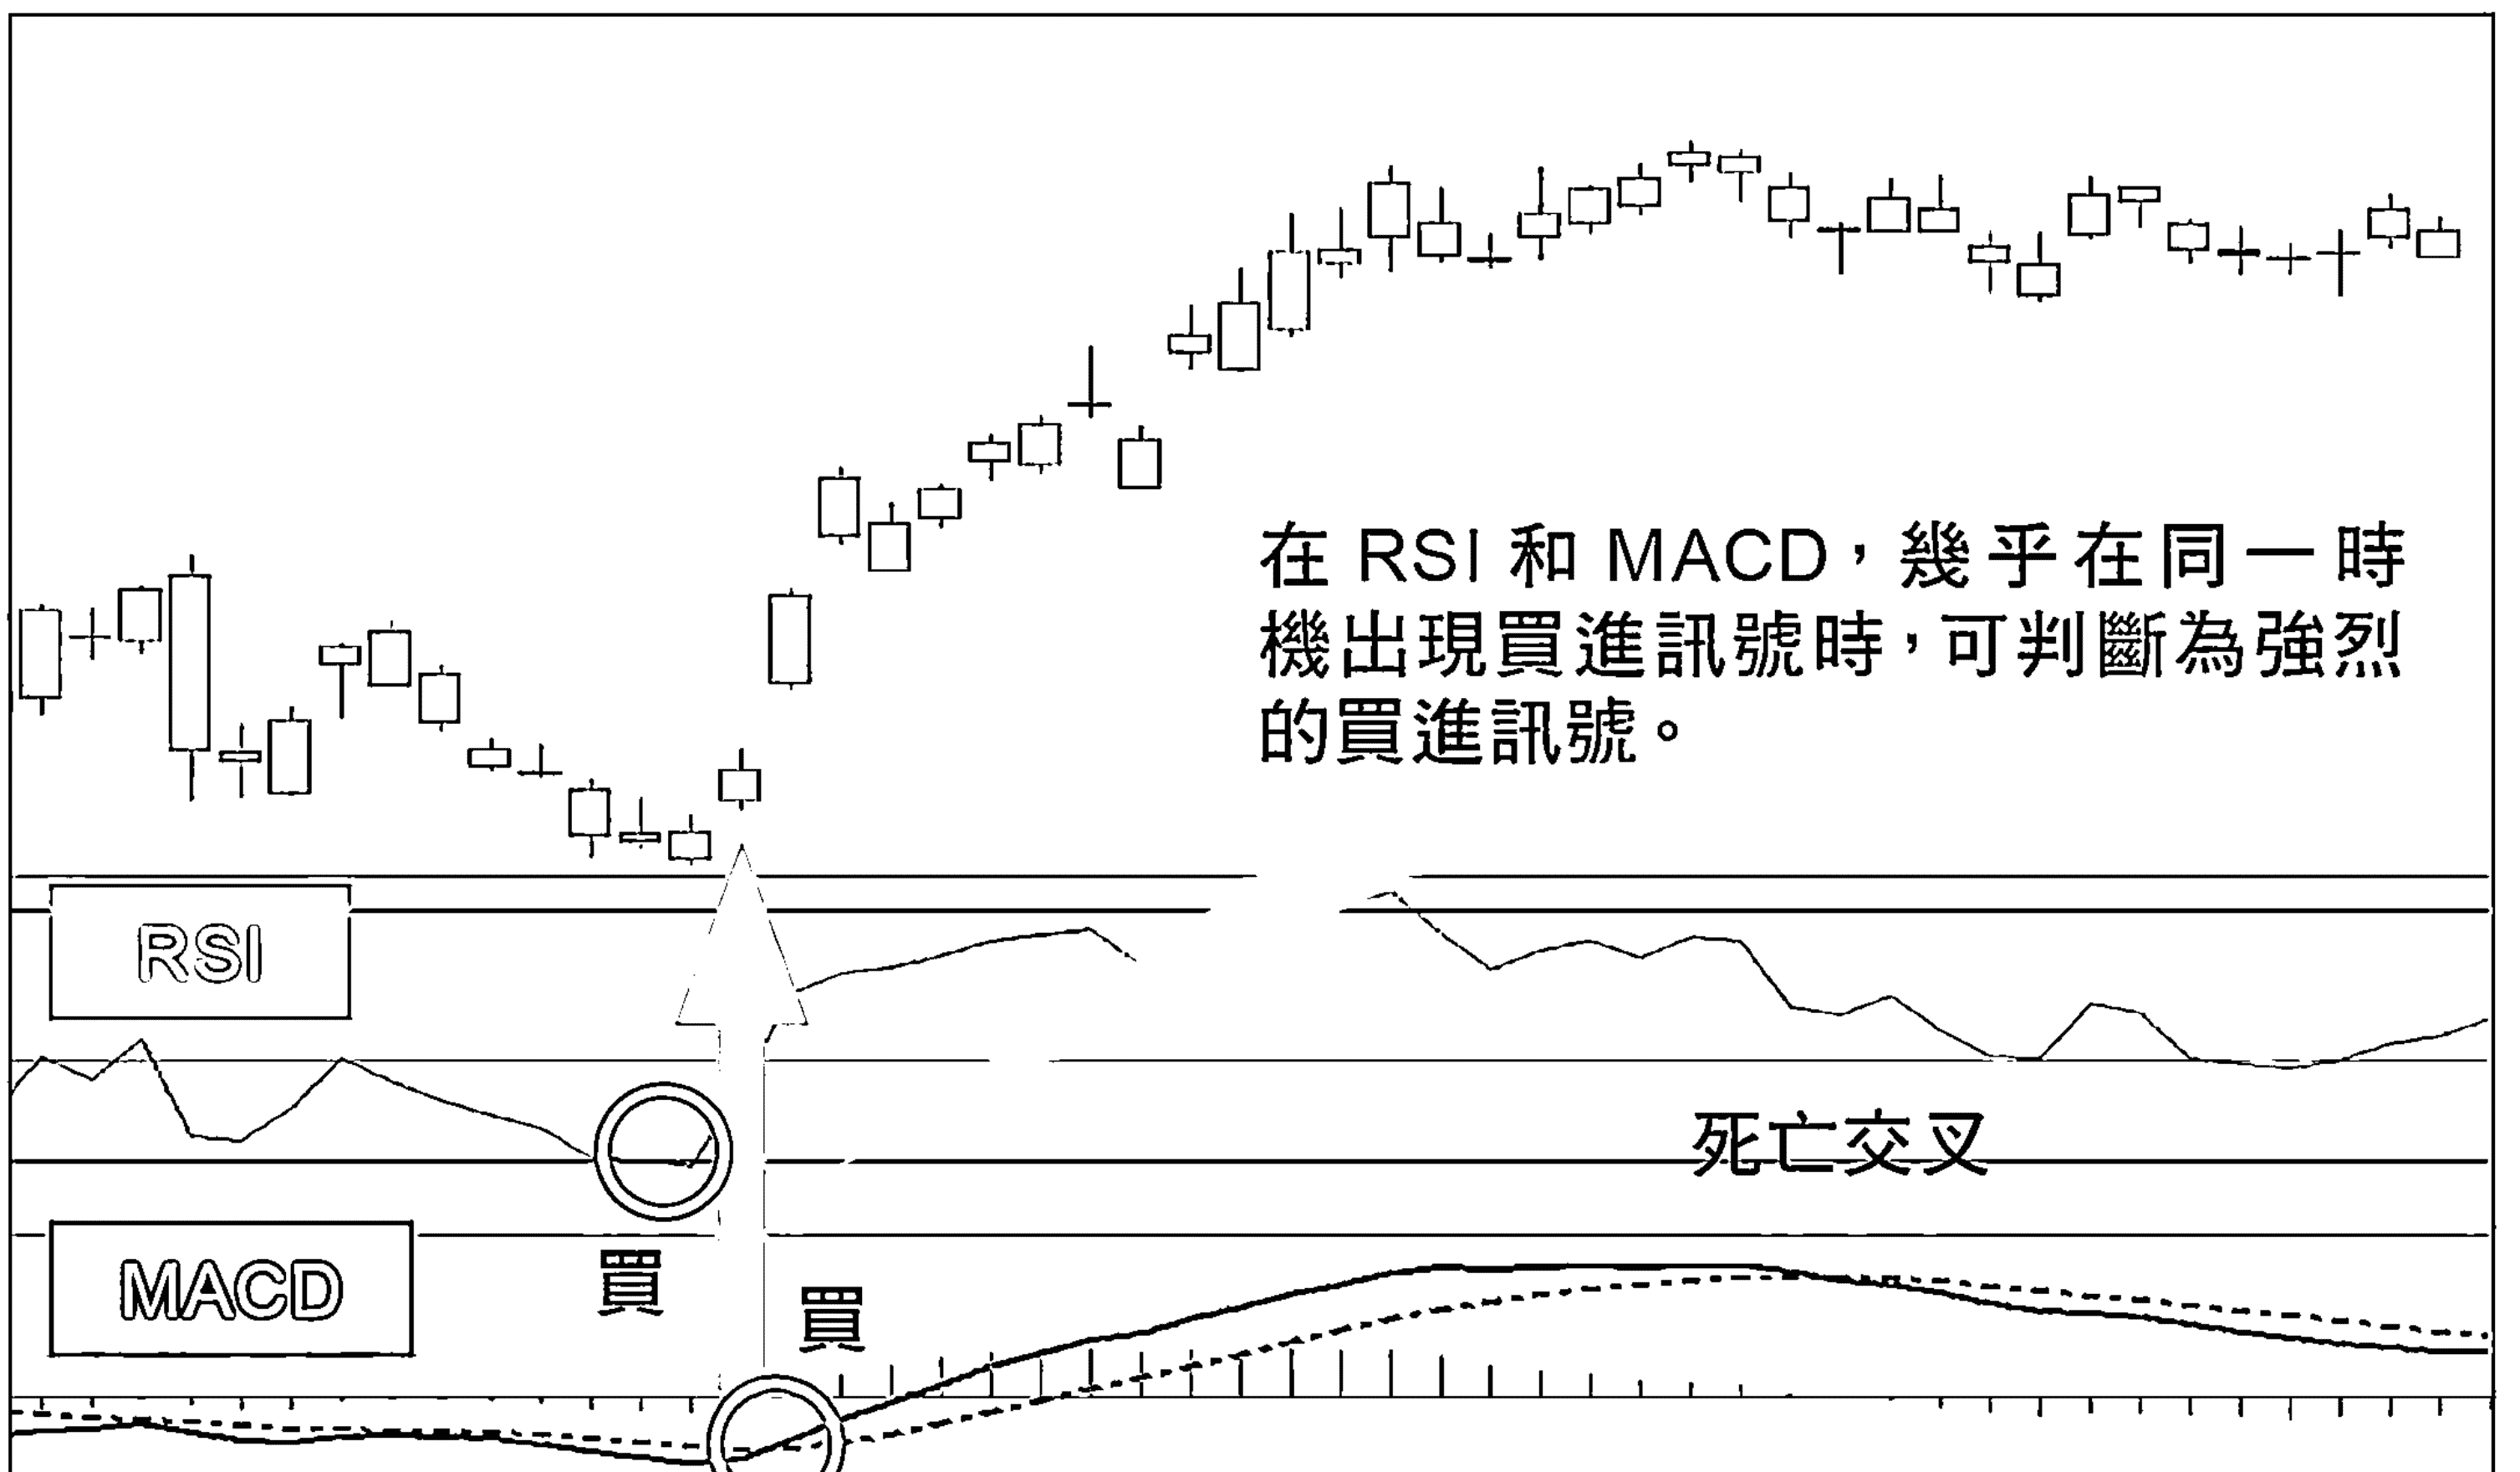 在 RSI 和 MACD，幾乎在同一時
機出現買進訊號時，可判斷為強烈
的買進訊號。
RSI
死亡交叉
MACD
買
買